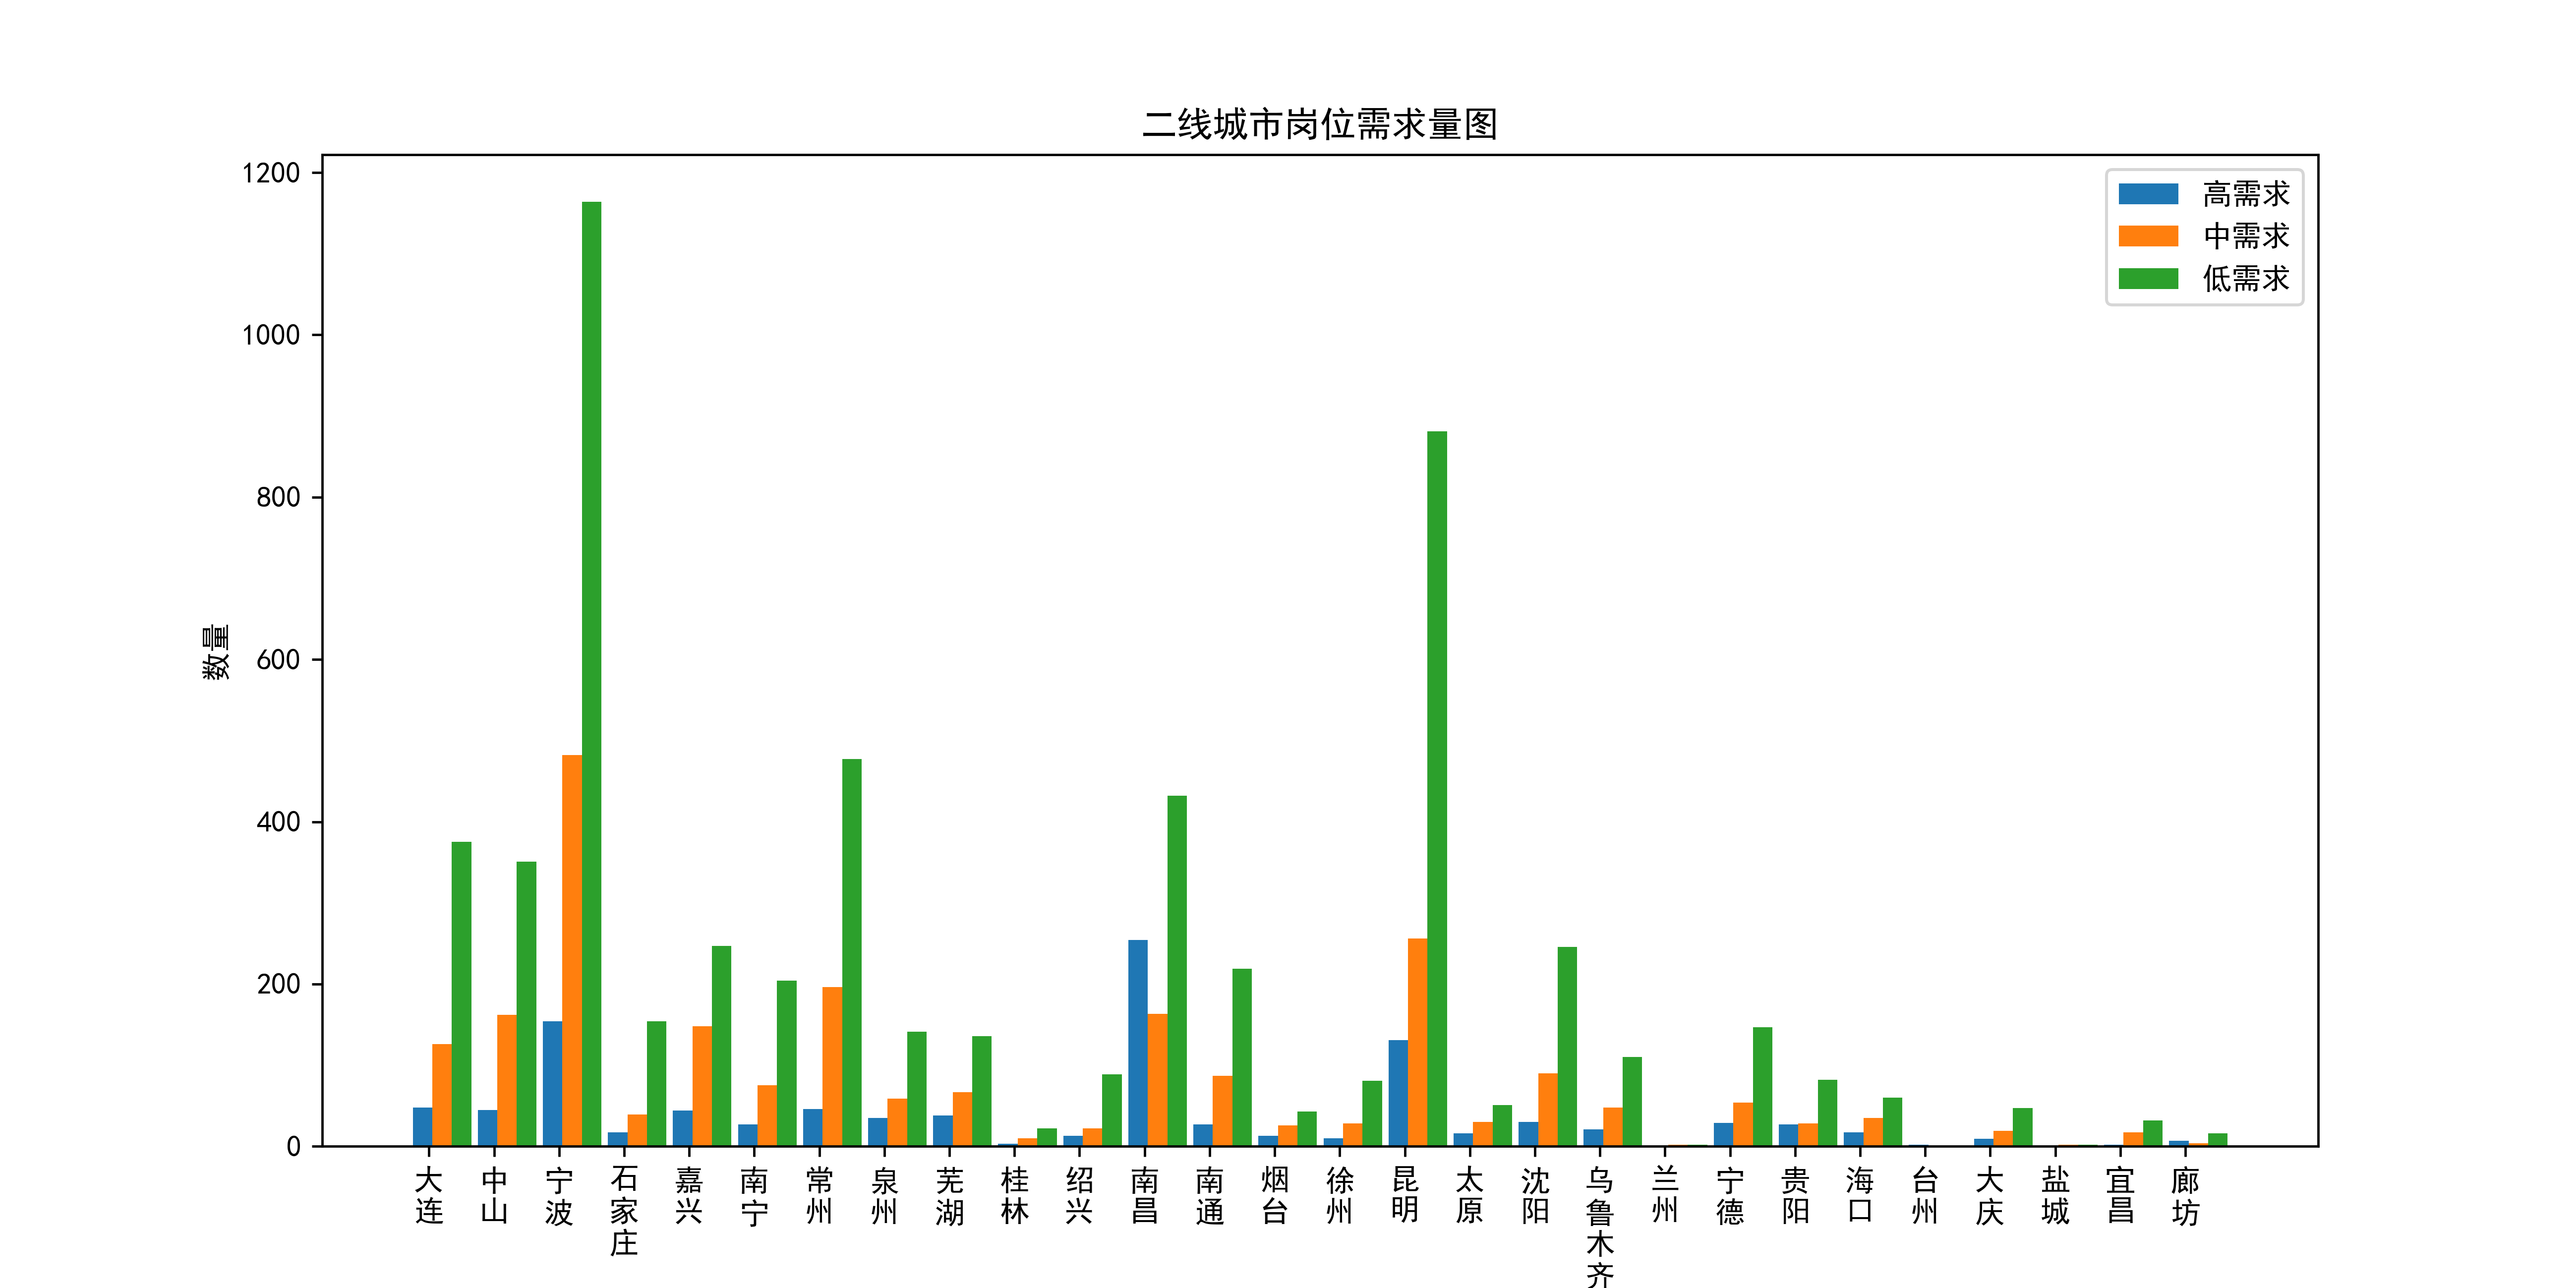 二线城市岗位需求量图
高需求
中需求
低需求
数量
1200
1000
800
600
400
200
0
大连
中山
宁波
石家庄
嘉兴
南宁
常州
泉州
芜湖
桂林
绍兴
南昌
南通
烟台
徐州
昆明
太原
沈阳
乌鲁木齐
兰州
宁德
贵阳
海口
台州
大庆
盐城
宜昌
廊坊